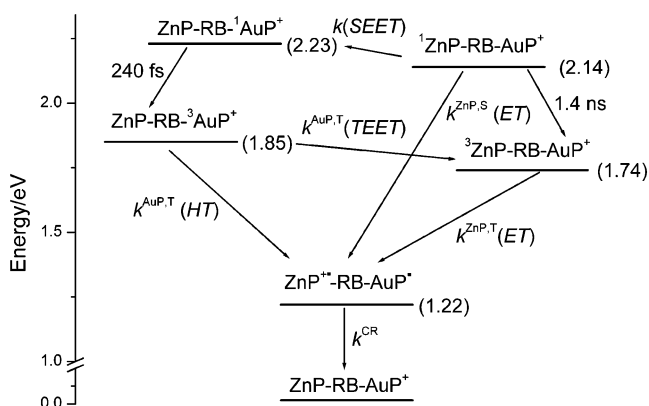 ZnP-RB-¹AuP⁺ (2.23)
k(SEET)
¹ZnP-RB-AuP⁺ (2.14)
240 fs
1.4 ns
2.0
k^ZnP,S (ET)
ZnP-RB-³AuP⁺ (1.85)
k^AuP,T(TEET)
³ZnP-RB-AuP⁺ (1.74)
k^AuP,T (HT)
k^ZnP,T(ET)
1.5
Energy/eV
ZnP⁺•-RB-AuP• (1.22)
k^CR
1.0
ZnP-RB-AuP⁺
0.0